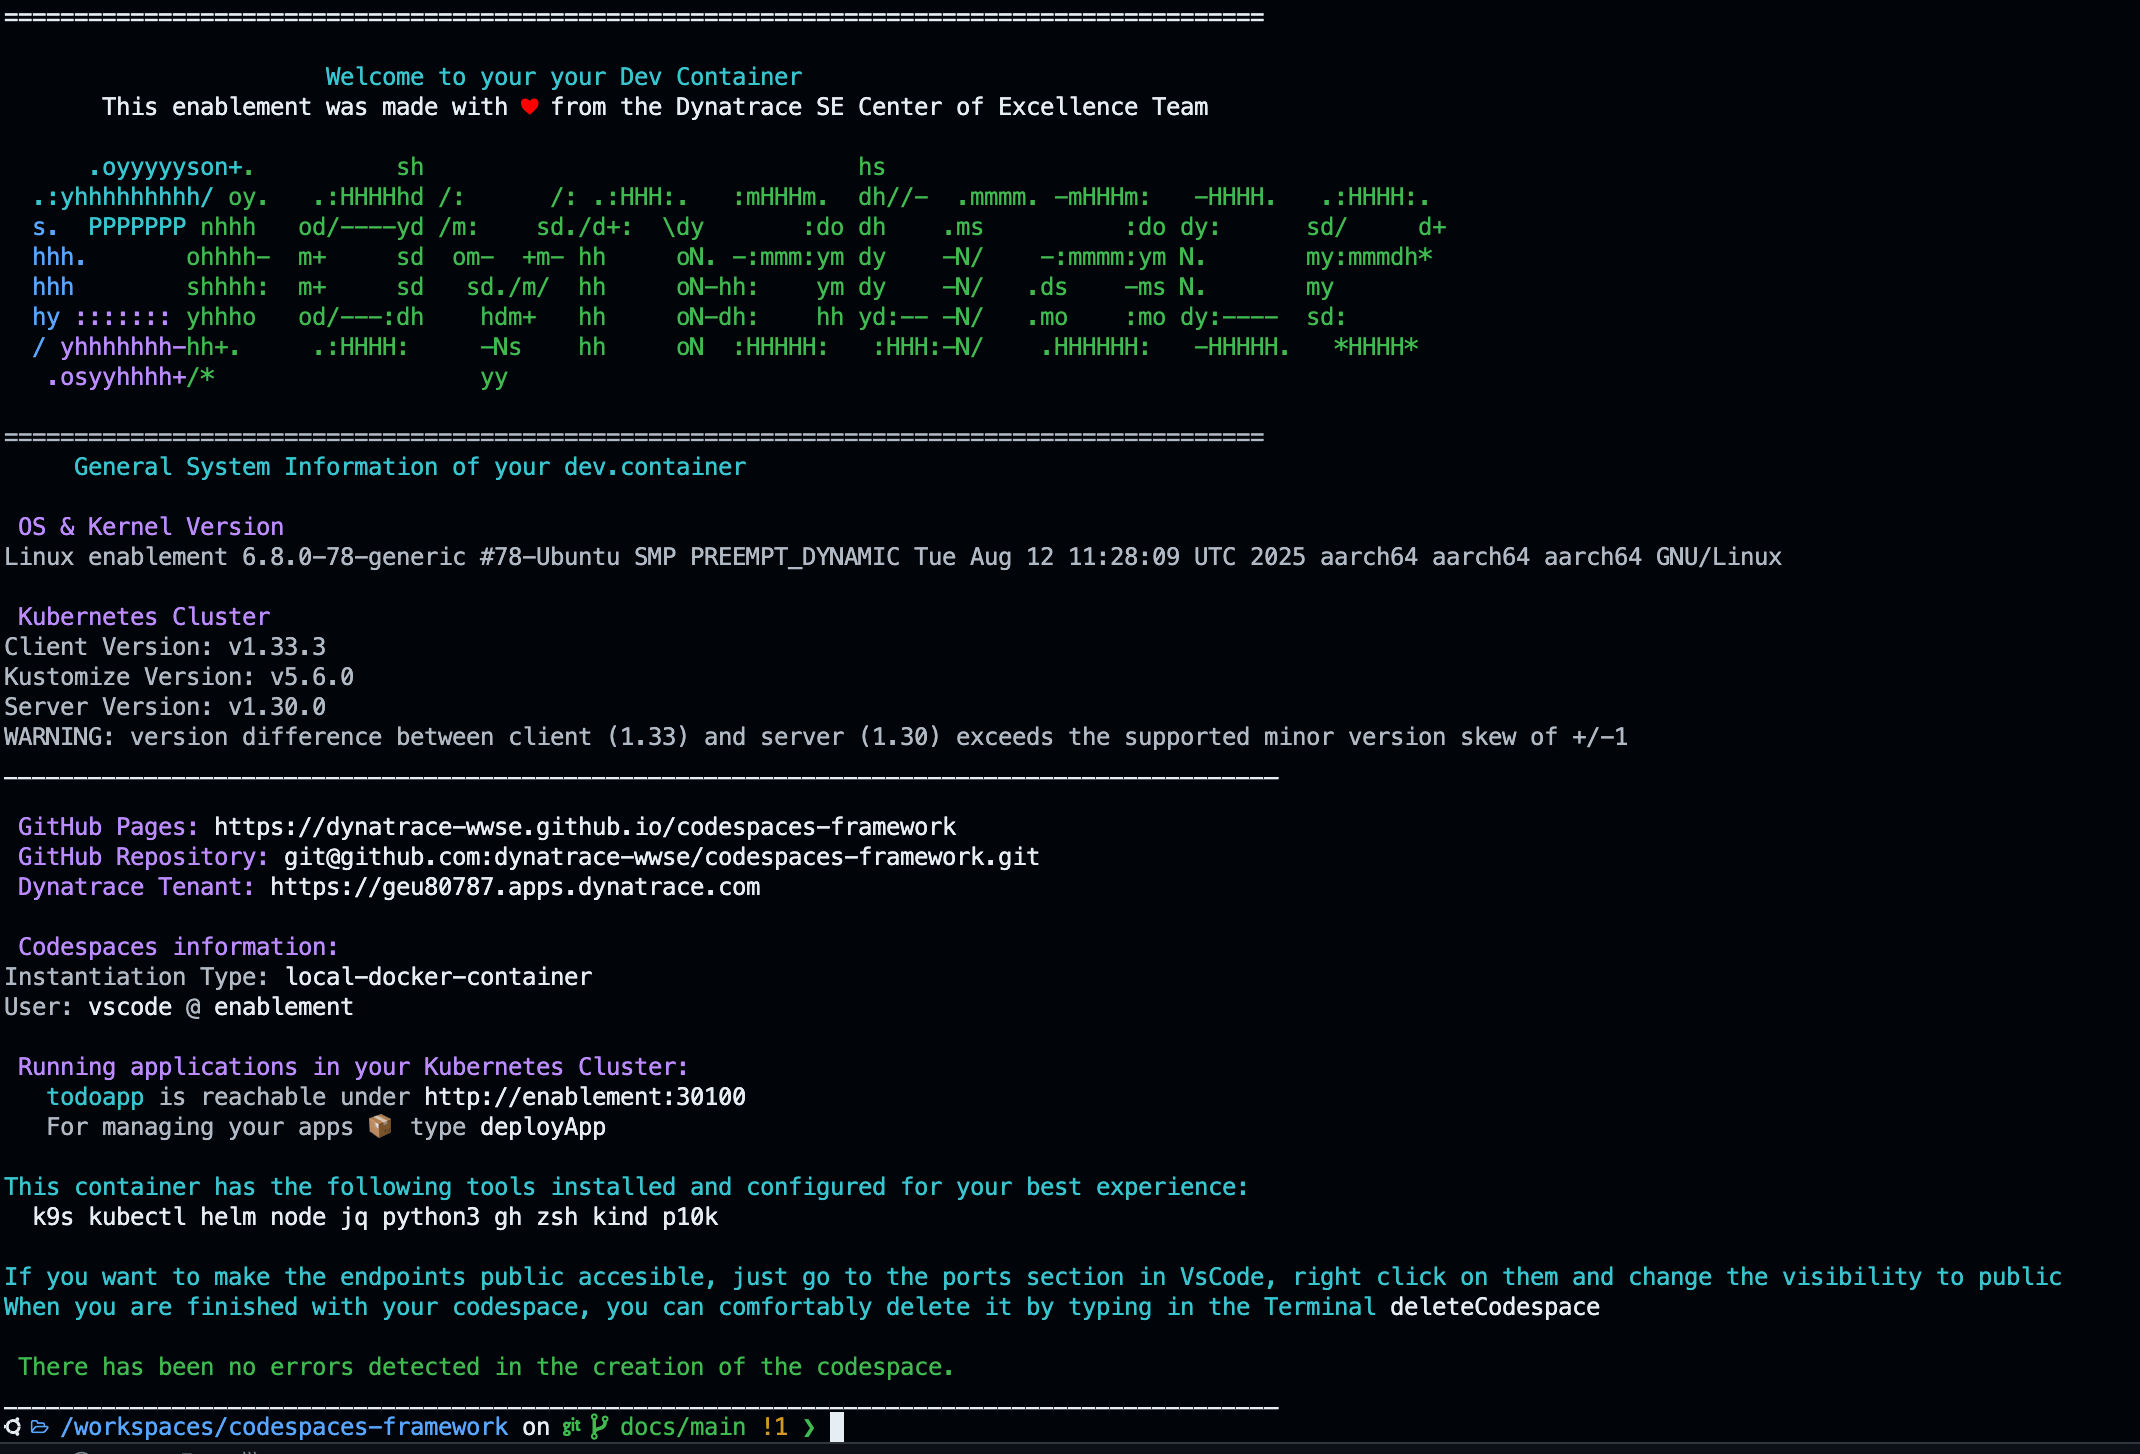 ==========================================================================================
Welcome to your your Dev Container
This enablement was made with ♥ from the Dynatrace SE Center of Excellence Team
     .oyyyyyson+.          sh                               hs
 .:yhhhhhhhhh/ oy.   .:HHHHhd /:      /: .:HHH:.   :mHHHm.  dh//-  .mmmm. -mHHHm:   -HHHH.   .:HHHH:.
 s.  PPPPPPP nhhh   od/----yd /m:    sd./d+:  \dy       :do dh    .ms          :do dy:      sd/     d+
 hhh.       ohhhh-  m+     sd  om-  +m- hh     oN. -:mmm:ym dy    -N/    -:mmmm:ym N.       my:mmmdh*
 hhh        shhhh:  m+     sd   sd./m/  hh     oN-hh:    ym dy    -N/   .ds    -ms N.       my
 hy ::::::: yhhho   od/---:dh    hdm+   hh     oN-dh:    hh yd:-- -N/   .mo    :mo dy:----  sd:
 / yhhhhhhh-hh+.     .:HHHH:     -Ns    hh     oN  :HHHHH:   :HHH:-N/    .HHHHHH:   -HHHHH.   *HHHH*
  .osyyhhhh+/*                   yy
==========================================================================================
General System Information of your dev.container
OS & Kernel Version
Linux enablement 6.8.0-78-generic #78-Ubuntu SMP PREEMPT_DYNAMIC Tue Aug 12 11:28:09 UTC 2025 aarch64 aarch64 aarch64 GNU/Linux
Kubernetes Cluster
Client Version: v1.33.3
Kustomize Version: v5.6.0
Server Version: v1.30.0
WARNING: version difference between client (1.33) and server (1.30) exceeds the supported minor version skew of +/-1
___________________________________________________________________________________________
GitHub Pages: https://dynatrace-wwse.github.io/codespaces-framework
GitHub Repository: git@github.com:dynatrace-wwse/codespaces-framework.git
Dynatrace Tenant: https://geu80787.apps.dynatrace.com
Codespaces information:
Instantiation Type: local-docker-container
User: vscode @ enablement
Running applications in your Kubernetes Cluster:
todoapp is reachable under http://enablement:30100
For managing your apps 📦 type deployApp
This container has the following tools installed and configured for your best experience:
k9s kubectl helm node jq python3 gh zsh kind p10k
If you want to make the endpoints public accesible, just go to the ports section in VsCode, right click on them and change the visibility to public
When you are finished with your codespace, you can comfortably delete it by typing in the Terminal deleteCodespace
There has been no errors detected in the creation of the codespace.
___________________________________________________________________________________________
/workspaces/codespaces-framework on git docs/main !1 ❯